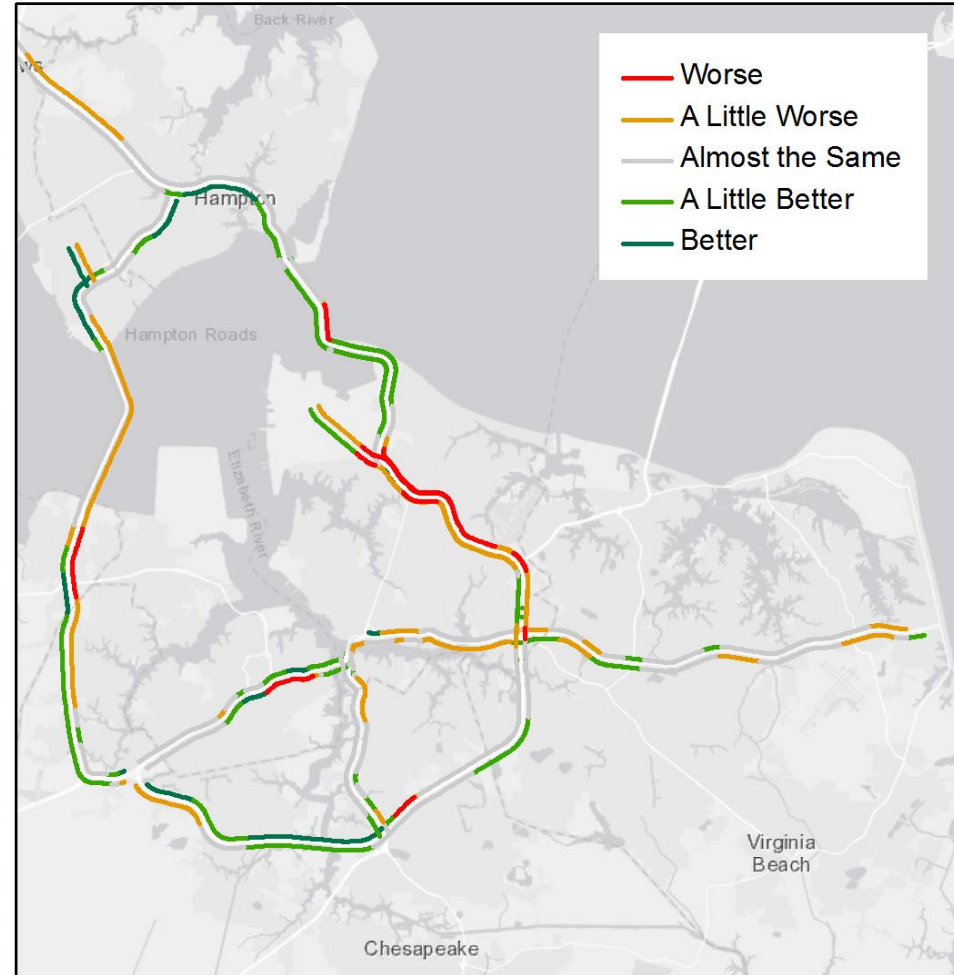 Back River
ws
Worse
A Little Worse
Almost the Same
A Little Better
Better
Hampton
Hampton Roads
Elizabeth River
Virginia
Beach
Chesapeake